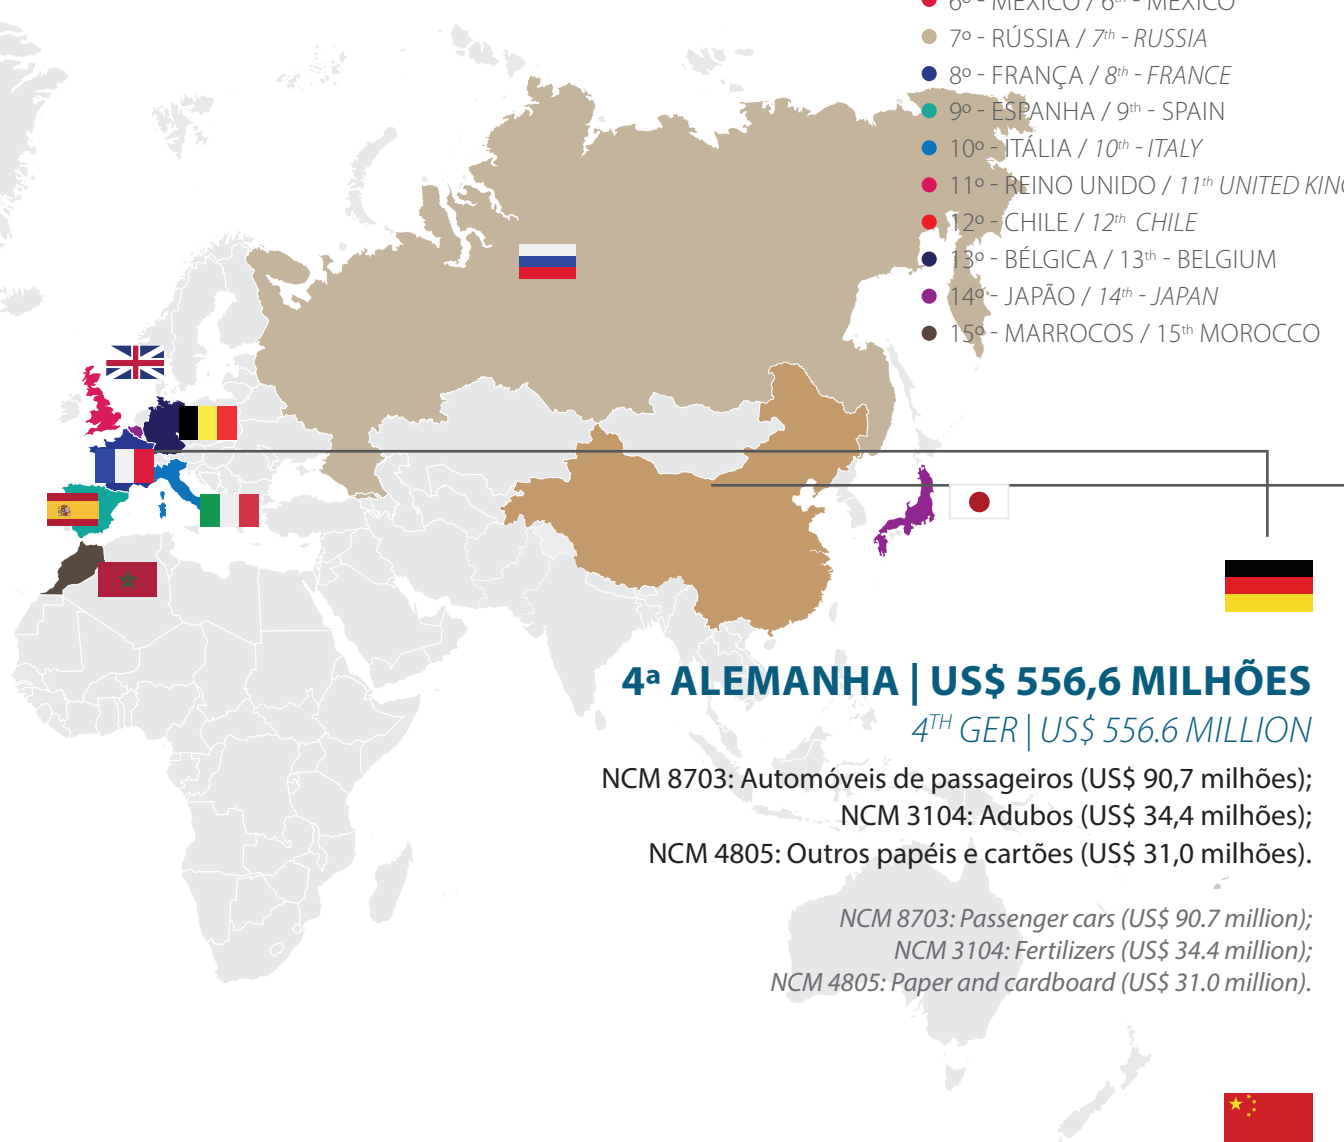 6º - MÉXICO / 6th - MEXICO
7º - RÚSSIA / 7th - RUSSIA
8º - FRANÇA / 8th - FRANCE
9º - ESPANHA / 9th - SPAIN
10º - ITÁLIA / 10th - ITALY
11º - REINO UNIDO / 11th UNITED
12º - CHILE / 12th CHILE
13º - BÉLGICA / 13th - BELGIUM
14º - JAPÃO / 14th - JAPAN
15º - MARROCOS / 15th MOROCCO
4ª ALEMANHA | US$ 556,6 MILHÕES
4TH GER | US$ 556.6 MILLION
NCM 8703: Automóveis de passageiros (US$ 90,7 milhões);
NCM 3104: Adubos (US$ 34,4 milhões);
NCM 4805: Outros papéis e cartões (US$ 31,0 milhões).
NCM 8703: Passenger cars (US$ 90.7 million);
NCM 3104: Fertilizers (US$ 34.4 million);
NCM 4805: Paper and cardboard (US$ 31.0 million).